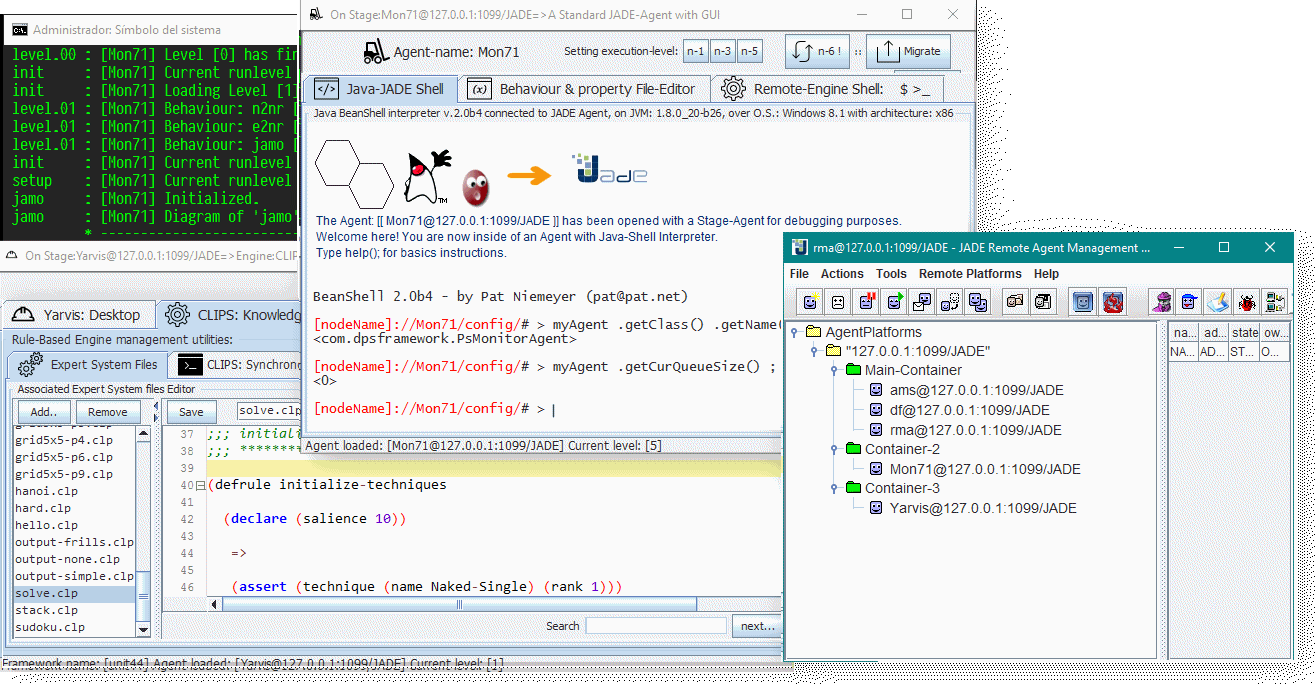 Administrador: Símbolo del sistema
level.00 : [Mon71] Level [0] has fin
init     : [Mon71] Current runlevel
init     : [Mon71] Loading Level [1]
level.01 : [Mon71] Behaviour: n2nr [
level.01 : [Mon71] Behaviour: e2nr [
level.01 : [Mon71] Behaviour: jamo [
init     : [Mon71] Current runlevel
setup    : [Mon71] Current runlevel
jamo     : [Mon71] Initialized.
jamo     : [Mon71] Diagram of 'jamo'
* ------------------------
On Stage:Mon71@127.0.0.1:1099/JADE=>A Standard JADE-Agent with GUI
Agent-name: Mon71
Setting execution-level:
n-1
n-3
n-5
n-6 !
::
Migrate
</> Java-JADE Shell
(x) Behaviour & property File-Editor
Remote-Engine Shell: $ >_
Java BeanShell interpreter v.2.0b4 connected to JADE Agent, on JVM: 1.8.0_20-b26, over O.S.: Windows 8.1 with architecture: x86
TM
Jade
The Agent: [[ Mon71@127.0.0.1:1099/JADE ]] has been opened with a Stage-Agent for debugging purposes.
Welcome here! You are now inside of an Agent with Java-Shell Interpreter.
Type help(); for basics instructions.
BeanShell 2.0b4 - by Pat Niemeyer (pat@pat.net)
[nodeName]://Mon71/config/# > myAgent .getClass() .getName(
<com.dpsframework.PsMonitorAgent>
[nodeName]://Mon71/config/# > myAgent .getCurQueueSize() ;
<0>
[nodeName]://Mon71/config/# >
Agent loaded: [Mon71@127.0.0.1:1099/JADE] Current level: [5]
On Stage:Yarvis@127.0.0.1:1099/JADE=>Engine:CLIP
Yarvis: Desktop
CLIPS: Knowledg
Rule-Based Engine management utilities:
Expert System Files
CLIPS: Synchron
Associated Expert System files Editor
Add..
Remove
Save
solve.clp
grid5x5-p4.clp
grid5x5-p6.clp
grid5x5-p9.clp
hanoi.clp
hard.clp
hello.clp
output-frills.clp
output-none.clp
output-simple.clp
solve.clp
stack.clp
sudoku.clp
37 ;;; initiali
38 ;;; ********
39
40 (defrule initialize-techniques
41
42 (declare (salience 10))
43
44 =>
45
46 (assert (technique (name Naked-Single) (rank 1)))
Search
next...
Framework name: [unit44] Agent loaded: [Yarvis@127.0.0.1:1099/JADE] Current level: [1]
rma@127.0.0.1:1099/JADE - JADE Remote Agent Management ...
File Actions Tools Remote Platforms Help
AgentPlatforms
"127.0.0.1:1099/JADE"
Main-Container
ams@127.0.0.1:1099/JADE
df@127.0.0.1:1099/JADE
rma@127.0.0.1:1099/JADE
Container-2
Mon71@127.0.0.1:1099/JADE
Container-3
Yarvis@127.0.0.1:1099/JADE
na... ad... state ow...
NA... AD... ST... O...